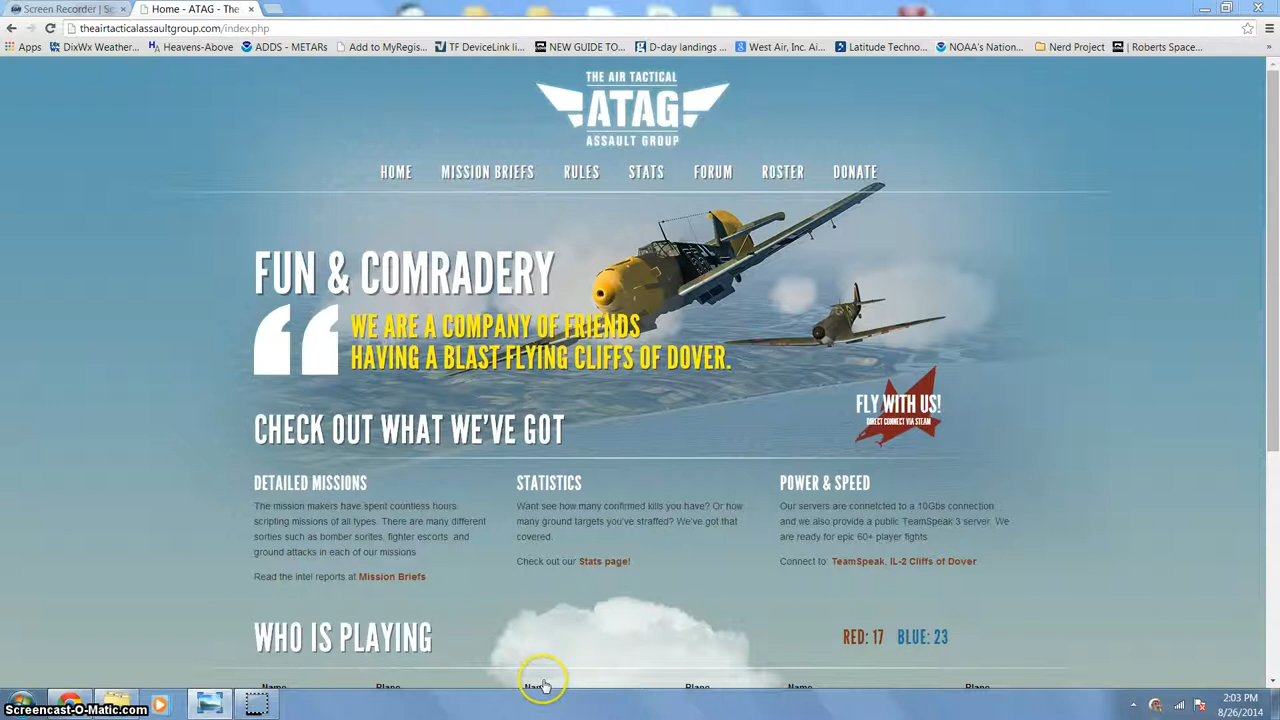 Screen Recorder | Sc
Home - ATAG - The
theairtacticalassaultgroup.com/index.php
Apps
DixWx Weather...
Heavens-Above
ADDS - METARs
Add to MyRegis...
TF DeviceLink li...
NEW GUIDE TO...
D-day landings ...
West Air, Inc. Ai...
Latitude Techno...
NOAA's Nation...
Nerd Project
| Roberts Space...
THE AIR TACTICAL
ATAG
ASSAULT GROUP
HOME
MISSION BRIEFS
RULES
STATS
FORUM
ROSTER
DONATE
FUN & COMRADERY
WE ARE A COMPANY OF FRIENDS
HAVING A BLAST FLYING CLIFFS OF DOVER.
FLY WITH US!
DIRECT CONNECT VIA STEAM
CHECK OUT WHAT WE'VE GOT
DETAILED MISSIONS
The mission makers have spent countless hours
scripting missions of all types. There are many different
sorties such as bomber sorites, fighter escorts, and
ground attacks in each of our missions.
Read the intel reports at Mission Briefs
STATISTICS
Want see how many confirmed kills you have? Or how
many ground targets you've straffed? We've got that
covered.
Check out our Stats page!
POWER & SPEED
Our servers are connetcted to a 10Gbs connection
and we also provide a public TeamSpeak 3 server. We
are ready for epic 60+ player fights.
Connect to: TeamSpeak, IL-2 Cliffs of Dover
WHO IS PLAYING
RED: 17 BLUE: 23
Name Plane Name Plane Name Plane
Screencast-O-Matic.com
2:03 PM
8/26/2014